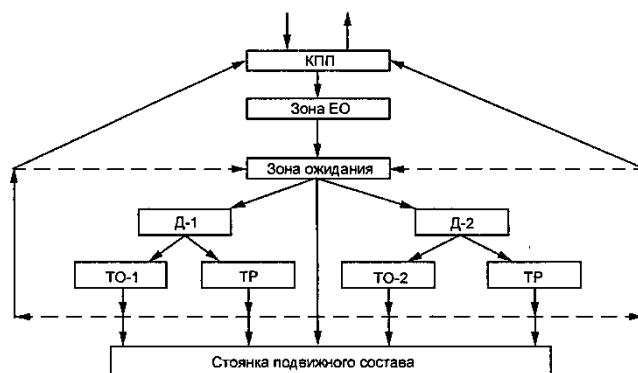 КПП
Зона ЕО
Зона ожидания
Д-1
Д-2
ТО-1
ТР
ТО-2
ТР
Стоянка подвижного состава